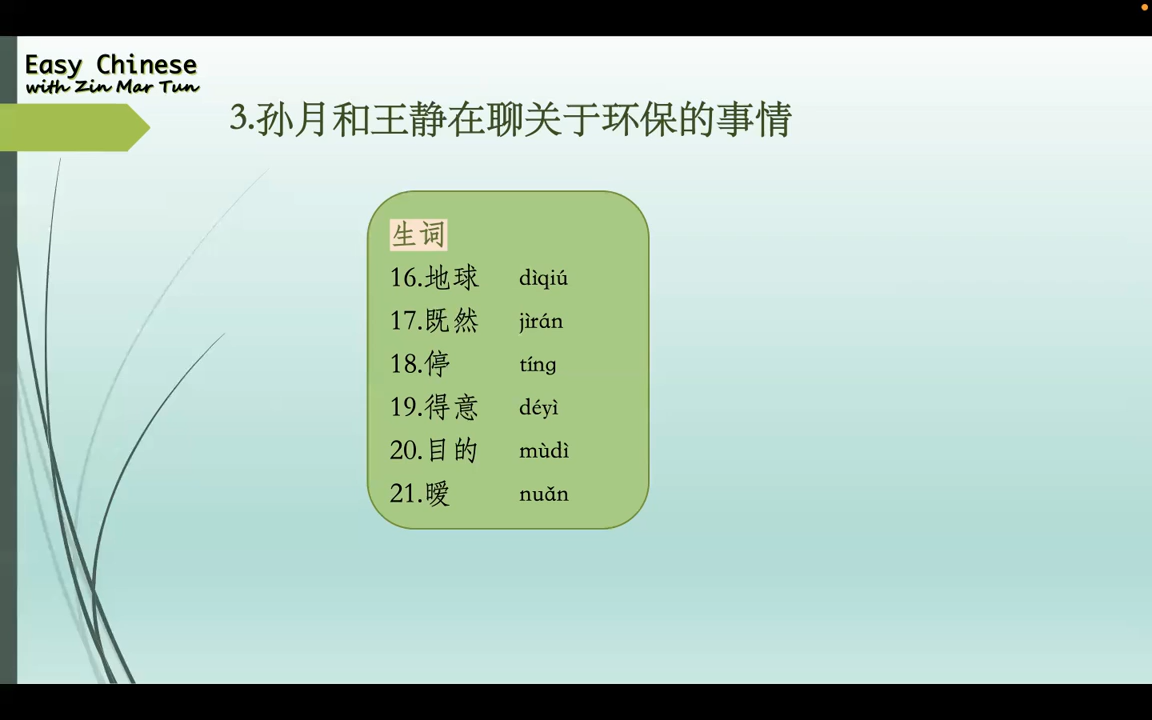 Easy Chinese
with Zin Mar Tun
3.孙月和王静在聊关于环保的事情
生词
16.地球 dìqiú
17.既然 jìrán
18.停 tíng
19.得意 déyì
20.目的 mùdì
21.暖 nuǎn